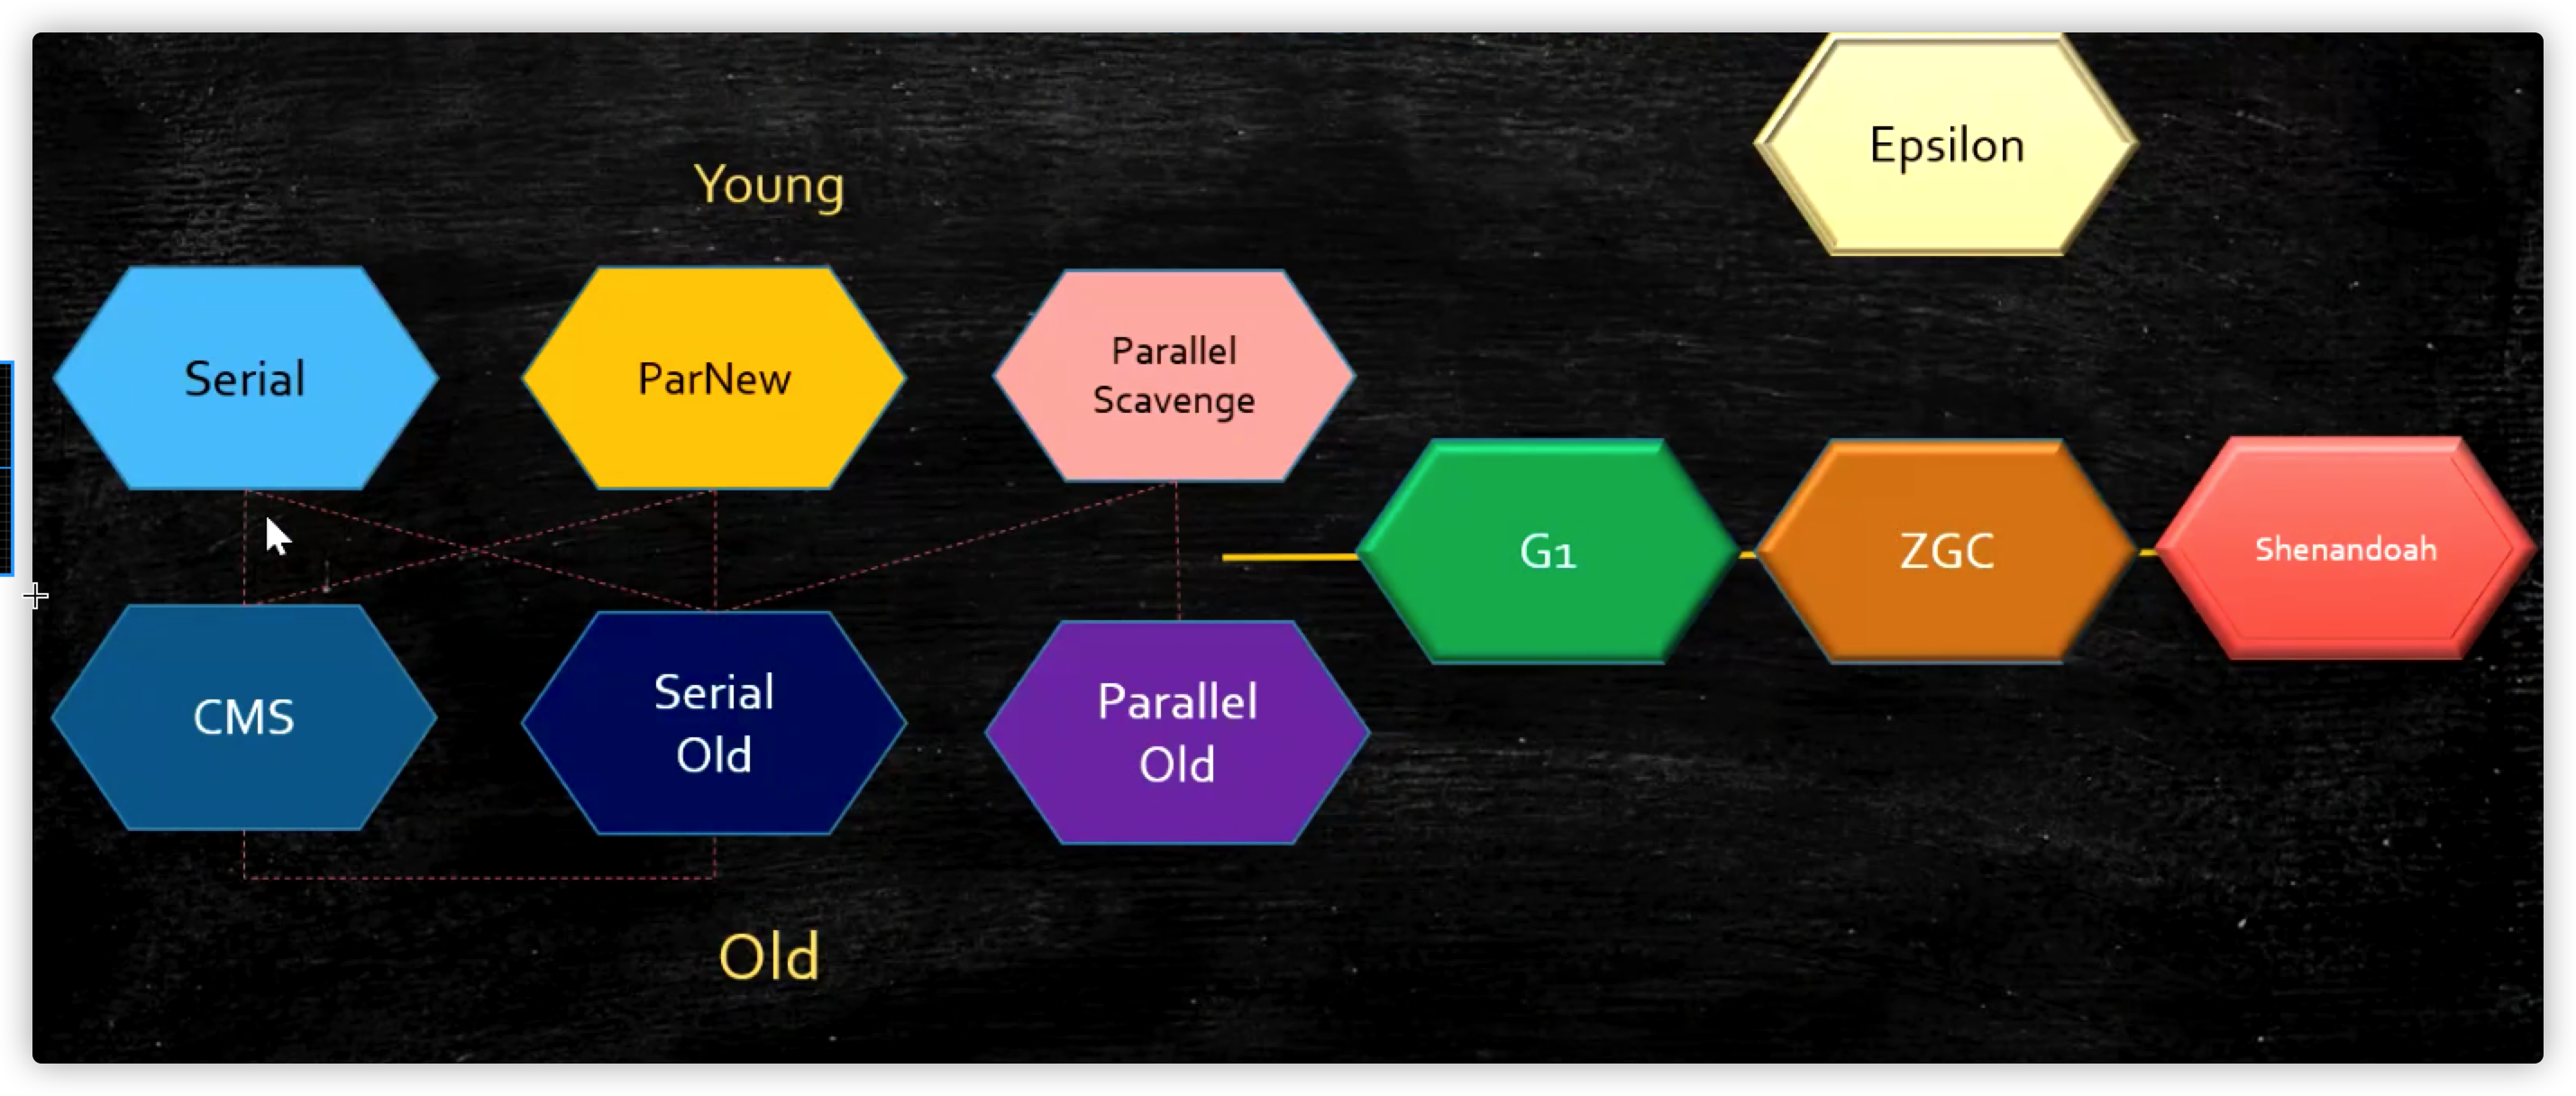 Epsilon
Young
Serial
ParNew
Parallel
Scavenge
G1
ZGC
Shenandoah
CMS
Serial
Old
Parallel
Old
Old